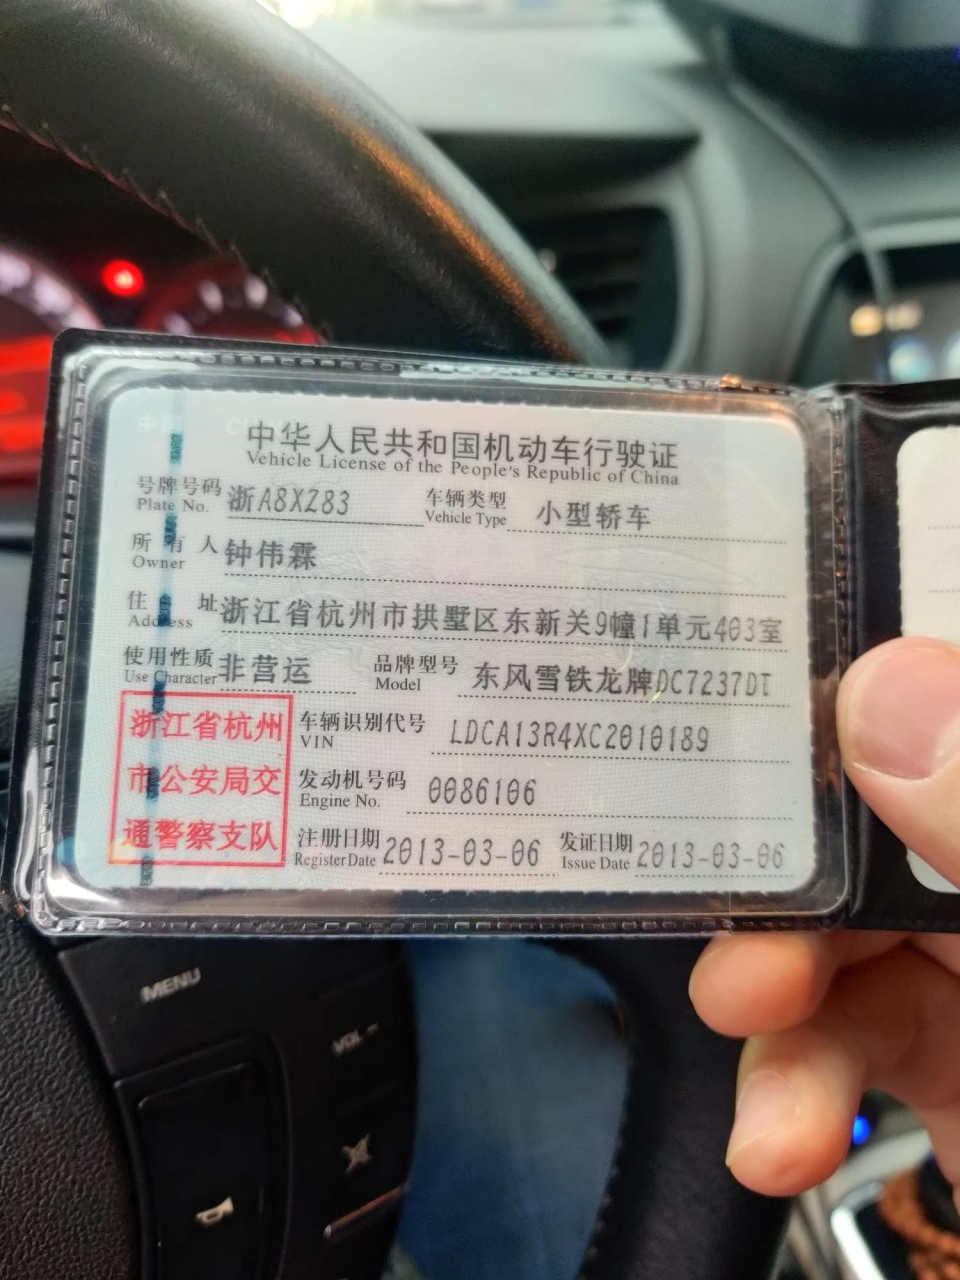 中华人民共和国机动车行驶证
Vehicle License of the People's Republic of China
号牌号码 浙A8XZ83 车辆类型 小型轿车
Plate No. Vehicle Type
所有人 钟伟霖
Owner
住址 浙江省杭州市拱墅区东新关9幢1单元403室
Address
使用性质 非营运 品牌型号 东风雪铁龙牌DC7237DT
Use Character Model
浙江省杭州
市公安局交
通警察支队
车辆识别代号 LDCA13R4XC2010189
VIN
发动机号码 0086106
Engine No.
注册日期 2013-03-06 发证日期 2013-03-06
Register Date Issue Date
MENU
VOL-